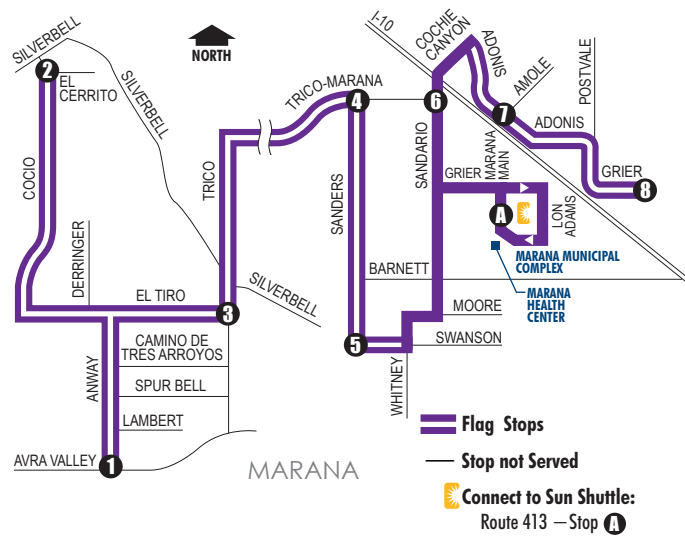 SILVERBELL
2
EL
CERRITO
SILVERBELL
NORTH
TRICO-MARANA
4
COCHIE
CANYON
I-10
ADONIS
AMOLE
POSTVALE
6
7
ADONIS
GRIER
8
COCIO
TRICO
SANDERS
SANDARIO
GRIER
MARANA
MAIN
A
LON
ADAMS
MARANA MUNICIPAL
COMPLEX
MARANA
HEALTH
CENTER
DERRINGER
EL TIRO
3
SILVERBELL
BARNETT
MOORE
SWANSON
5
WHITNEY
ANWAY
CAMINO DE
TRES ARROYOS
SPUR BELL
LAMBERT
AVRA VALLEY
1
MARANA
Flag Stops
Stop not Served
Connect to Sun Shuttle:
Route 413 – Stop A